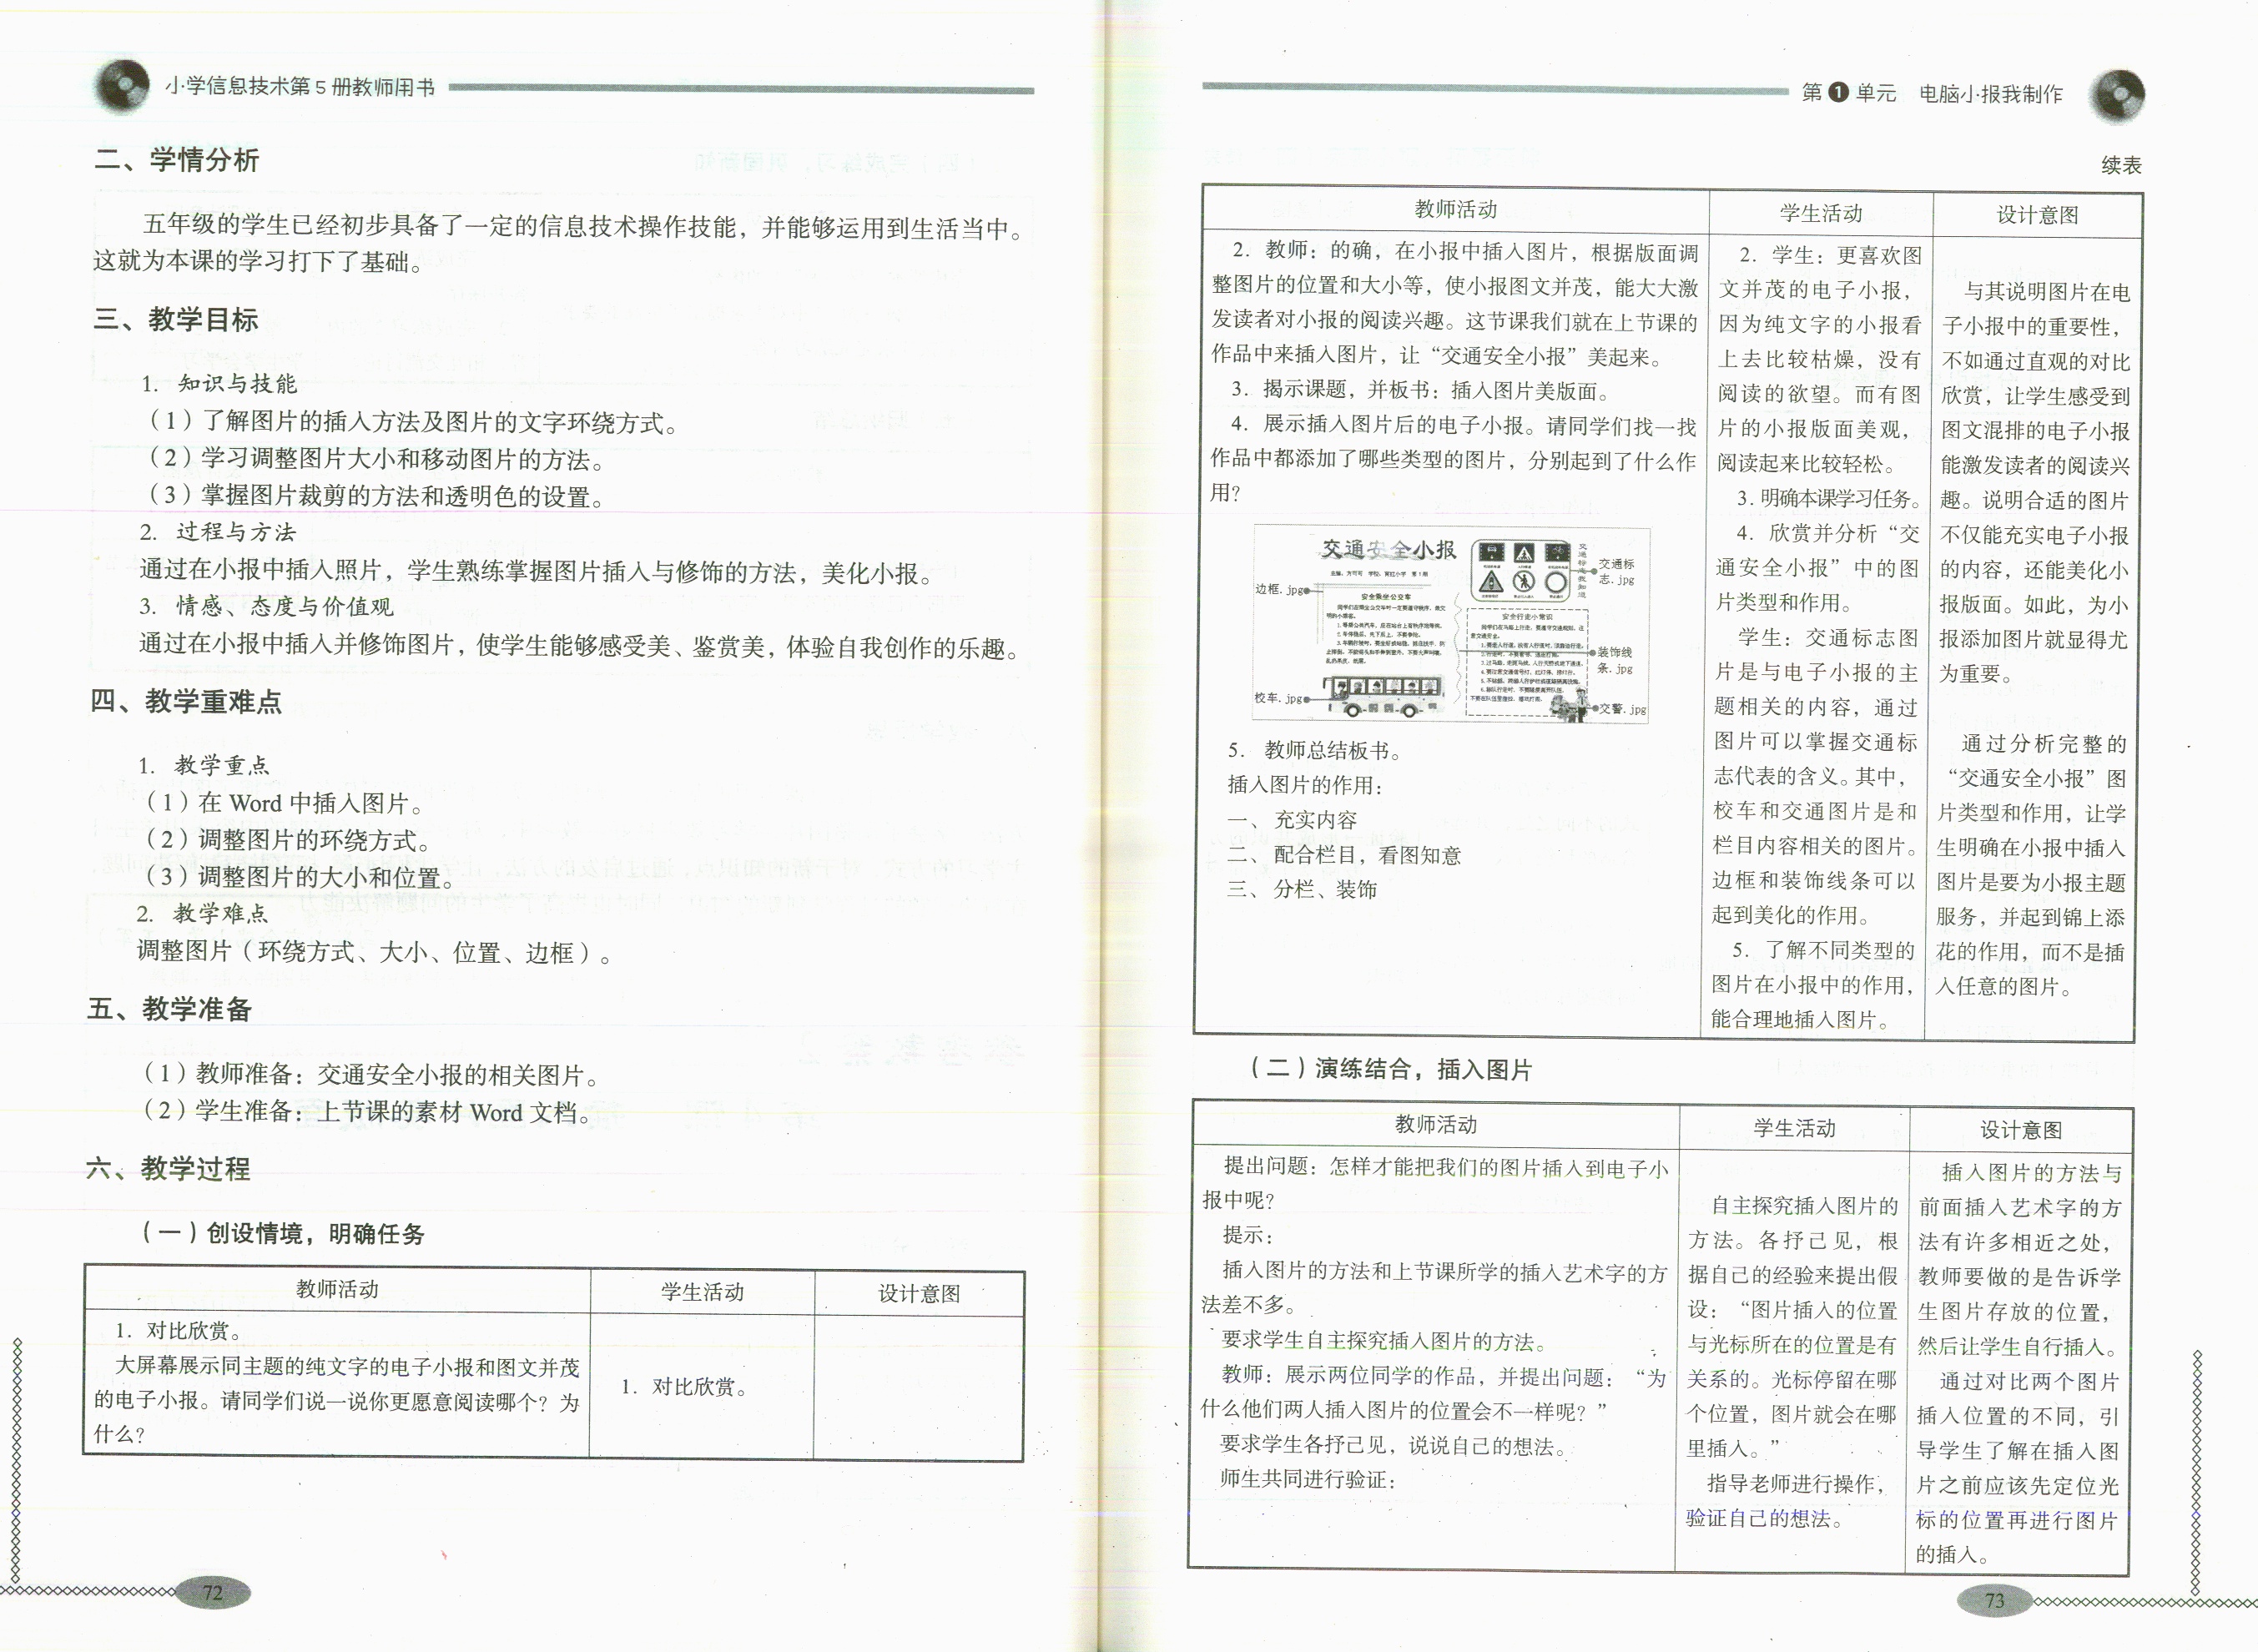 小学信息技术第5册教师用书
二、学情分析
五年级的学生已经初步具备了一定的信息技术操作技能，并能够运用到生活当中。
这就为本课的学习打下了基础。
三、教学目标
1. 知识与技能
（1）了解图片的插入方法及图片的文字环绕方式。
（2）学习调整图片大小和移动图片的方法。
（3）掌握图片裁剪的方法和透明色的设置。
2. 过程与方法
通过在小报中插入照片，学生熟练掌握图片插入与修饰的方法，美化小报。
3. 情感、态度与价值观
通过在小报中插入并修饰图片，使学生能够感受美、鉴赏美，体验自我创作的乐趣。
四、教学重难点
1. 教学重点
（1）在 Word 中插入图片。
（2）调整图片的环绕方式。
（3）调整图片的大小和位置。
2. 教学难点
调整图片（环绕方式、大小、位置、边框）。
五、教学准备
（1）教师准备：交通安全小报的相关图片。
（2）学生准备：上节课的素材 Word 文档。
六、教学过程
（一）创设情境，明确任务
教师活动
学生活动
设计意图
1. 对比欣赏。
大屏幕展示同主题的纯文字的电子小报和图文并茂
的电子小报。请同学们说一说你更愿意阅读哪个？为
什么？
1. 对比欣赏。
72
第1单元 电脑小报我制作
续表
教师活动
学生活动
设计意图
2. 教师：的确，在小报中插入图片，根据版面调
整图片的位置和大小等，使小报图文并茂，能大大激
发读者对小报的阅读兴趣。这节课我们就在上节课的
作品中来插入图片，让“交通安全小报”美起来。
3. 揭示课题，并板书：插入图片美版面。
4. 展示插入图片后的电子小报。请同学们找一找
作品中都添加了哪些类型的图片，分别起到了什么作
用？
交通安全小报
边框.jpg
安全乘坐公交车
校车.jpg
交通标志我知道
交通标
志.jpg
安全行走小常识
装饰线
条.jpg
交警.jpg
5. 教师总结板书。
插入图片的作用：
一、 充实内容
二、 配合栏目，看图知意
三、 分栏、装饰
2. 学生：更喜欢图
文并茂的电子小报，
因为纯文字的小报看
上去比较枯燥，没有
阅读的欲望。而有图
片的小报版面美观，
阅读起来比较轻松。
3. 明确本课学习任务。
4. 欣赏并分析“交
通安全小报”中的图
片类型和作用。
学生：交通标志图
片是与电子小报的主
题相关的内容，通过
图片可以掌握交通标
志代表的含义。其中，
校车和交通图片是和
栏目内容相关的图片。
边框和装饰线条可以
起到美化的作用。
5. 了解不同类型的
图片在小报中的作用，
能合理地插入图片。
与其说明图片在电
子小报中的重要性，
不如通过直观的对比
欣赏，让学生感受到
图文混排的电子小报
能激发读者的阅读兴
趣。说明合适的图片
不仅能充实电子小报
的内容，还能美化小
报版面。如此，为小
报添加图片就显得尤
为重要。
通过分析完整的
“交通安全小报”图
片类型和作用，让学
生明确在小报中插入
图片是要为小报主题
服务，并起到锦上添
花的作用，而不是插
入任意的图片。
（二）演练结合，插入图片
教师活动
学生活动
设计意图
提出问题：怎样才能把我们的图片插入到电子小
报中呢？
提示：
插入图片的方法和上节课所学的插入艺术字的方
法差不多。
要求学生自主探究插入图片的方法。
教师：展示两位同学的作品，并提出问题：“为
什么他们两人插入图片的位置会不一样呢？”
要求学生各抒己见，说说自己的想法。
师生共同进行验证：
自主探究插入图片的
方法。各抒己见，根
据自己的经验来提出假
设：“图片插入的位置
与光标所在的位置是有
关系的。光标停留在哪
个位置，图片就会在哪
里插入。”
指导老师进行操作，
验证自己的想法。
插入图片的方法与
前面插入艺术字的方
法有许多相近之处，
教师要做的是告诉学
生图片存放的位置，
然后让学生自行插入。
通过对比两个图片
插入位置的不同，引
导学生了解在插入图
片之前应该先定位光
标的位置再进行图片
的插入。
73